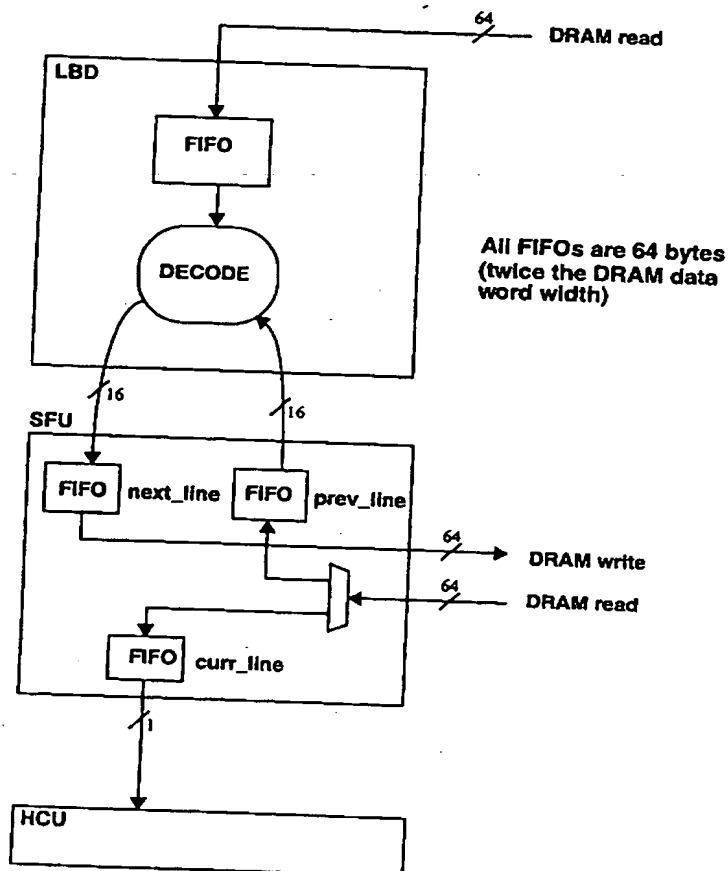 64
DRAM read
LBD
FIFO
DECODE
All FIFOs are 64 bytes
(twice the DRAM data
word width)
16
16
SFU
FIFO
next_line
FIFO
prev_line
64
DRAM write
64
DRAM read
FIFO
curr_line
1
HCU